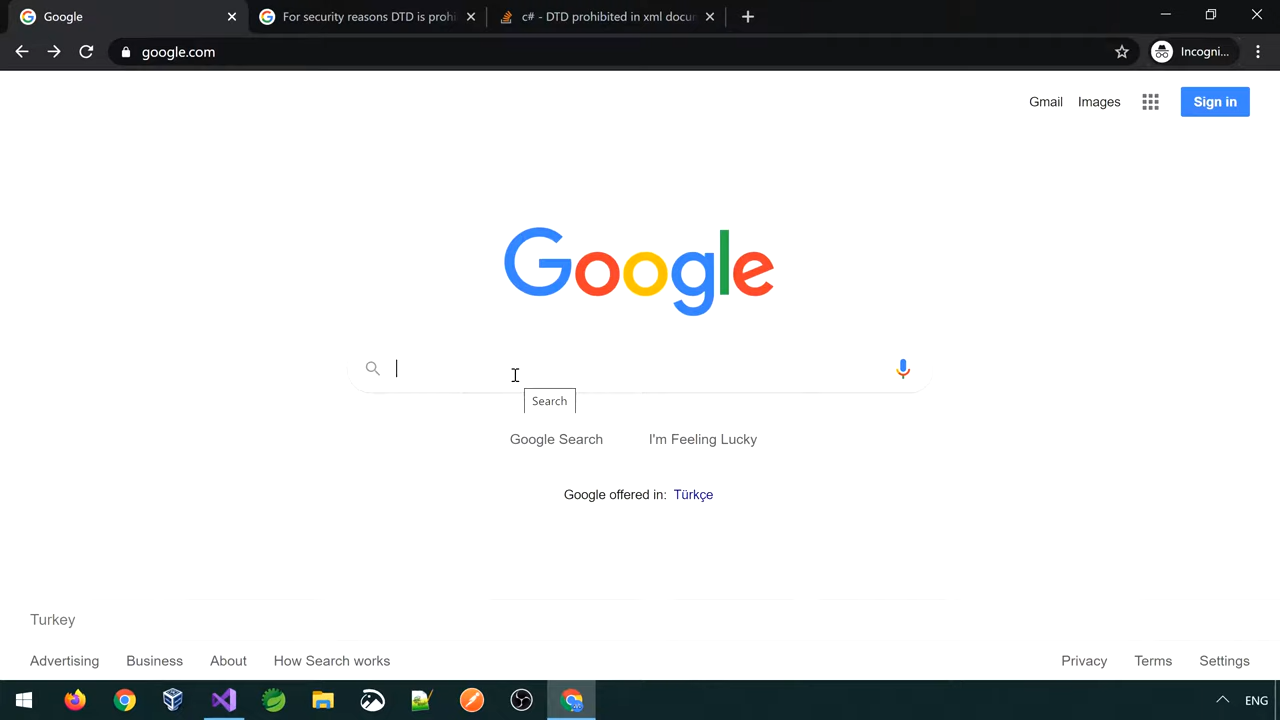 Google
For security reasons DTD is prohi
c# - DTD prohibited in xml docum
google.com
Incogni...
Gmail Images Sign in
Google
Search
Google Search I'm Feeling Lucky
Google offered in: Türkçe
Turkey
Advertising Business About How Search works Privacy Terms Settings
ENG